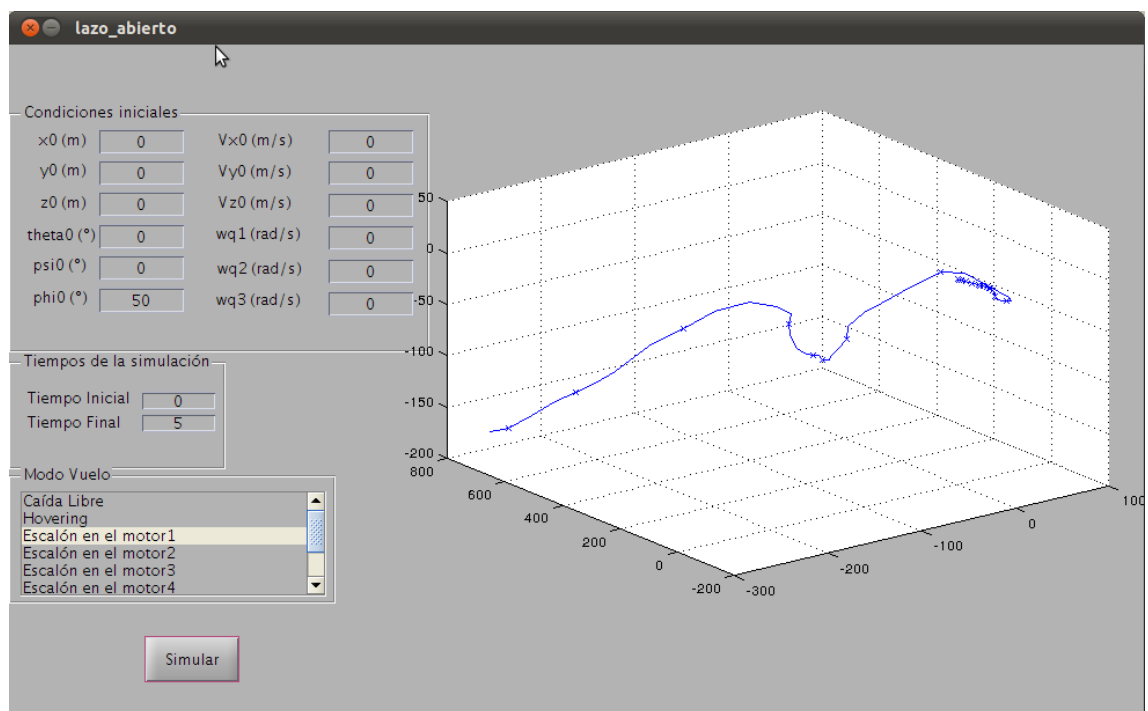 lazo_abierto
Condiciones iniciales
x0 (m) 0 Vx0 (m/s) 0
y0 (m) 0 Vy0 (m/s) 0
z0 (m) 0 Vz0 (m/s) 0
theta0 (°) 0 wq1 (rad/s) 0
psi0 (°) 0 wq2 (rad/s) 0
phi0 (°) 50 wq3 (rad/s) 0
Tiempos de la simulación
Tiempo Inicial 0
Tiempo Final 5
Modo Vuelo
Caída Libre
Hovering
Escalón en el motor1
Escalón en el motor2
Escalón en el motor3
Escalón en el motor4
Simular
50
0
-50
-100
-150
-200
800
600
400
200
0
-200
-300
-200
-100
0
100